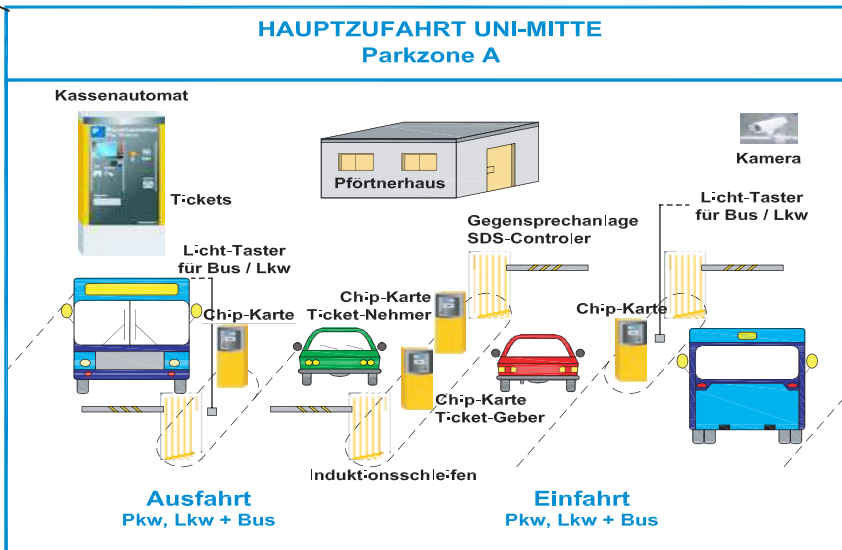 HAUPTZUFAHRT UNI-MITTE
Parkzone A
Kassenautomat
Tickets
Pförtnerhaus
Kamera
Licht-Taster
für Bus / Lkw
Gegensprechanlage
SDS-Controler
Licht-Taster
für Bus / Lkw
Chip-Karte
Chip-Karte
Ticket-Nehmer
Chip-Karte
Chip-Karte
Ticket-Geber
Induktionsschleifen
Ausfahrt
Pkw, Lkw + Bus
Einfahrt
Pkw, Lkw + Bus